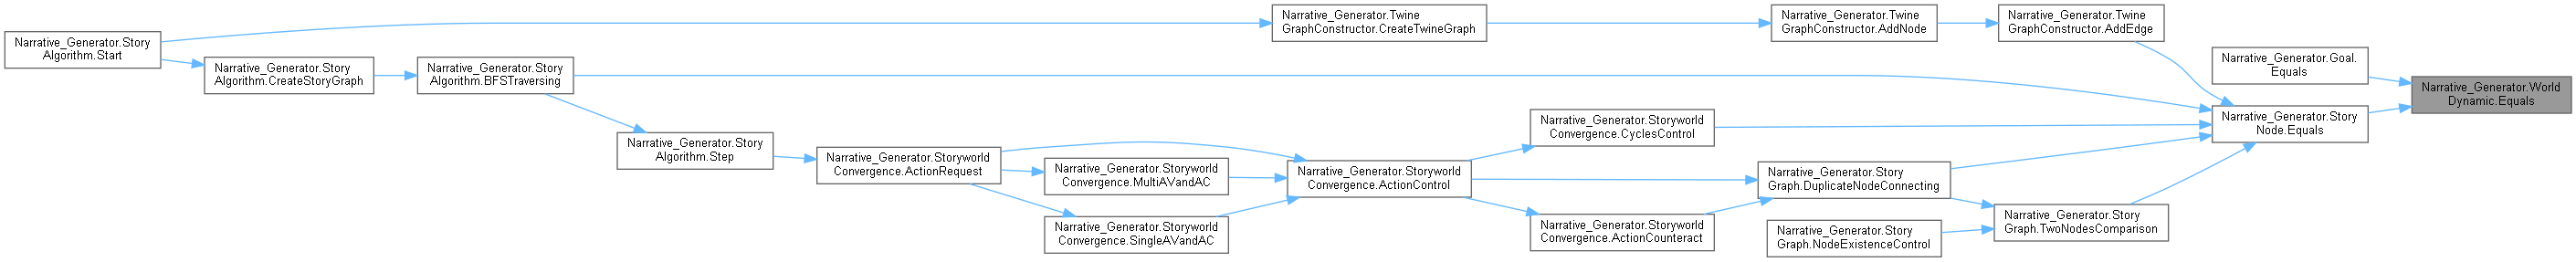 Narrative_Generator.Story
Algorithm.Start
Narrative_Generator.Story
Algorithm.CreateStoryGraph
Narrative_Generator.Story
Algorithm.BFSTraversing
Narrative_Generator.Story
Algorithm.Step
Narrative_Generator.Storyworld
Convergence.ActionRequest
Narrative_Generator.Storyworld
Convergence.MultiAVandAC
Narrative_Generator.Storyworld
Convergence.SingleAVandAC
Narrative_Generator.Twine
GraphConstructor.CreateTwineGraph
Narrative_Generator.Storyworld
Convergence.ActionControl
Narrative_Generator.Storyworld
Convergence.CyclesControl
Narrative_Generator.Storyworld
Convergence.ActionCounteract
Narrative_Generator.Twine
GraphConstructor.AddNode
Narrative_Generator.Story
Graph.DuplicateNodeConnecting
Narrative_Generator.Story
Graph.NodeExistenceControl
Narrative_Generator.Twine
GraphConstructor.AddEdge
Narrative_Generator.Story
Graph.TwoNodesComparison
Narrative_Generator.Goal.
Equals
Narrative_Generator.Story
Node.Equals
Narrative_Generator.World
Dynamic.Equals